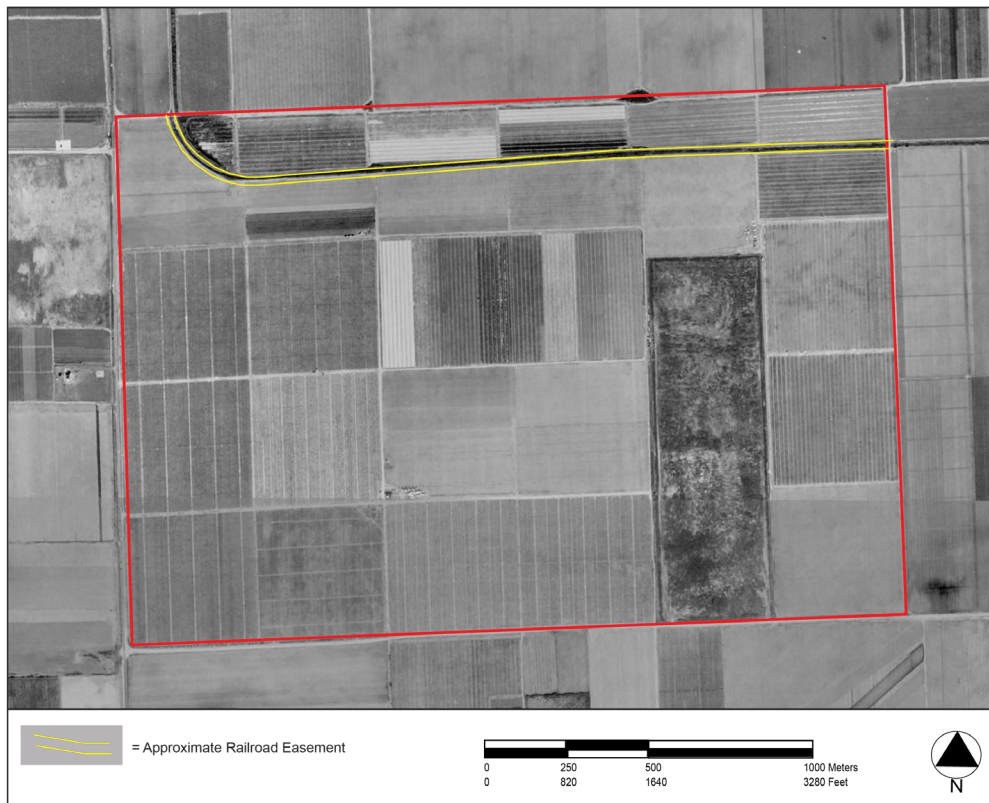 = Approximate Railroad Easement
0 250 500 1000 Meters
0 820 1640 3280 Feet
N